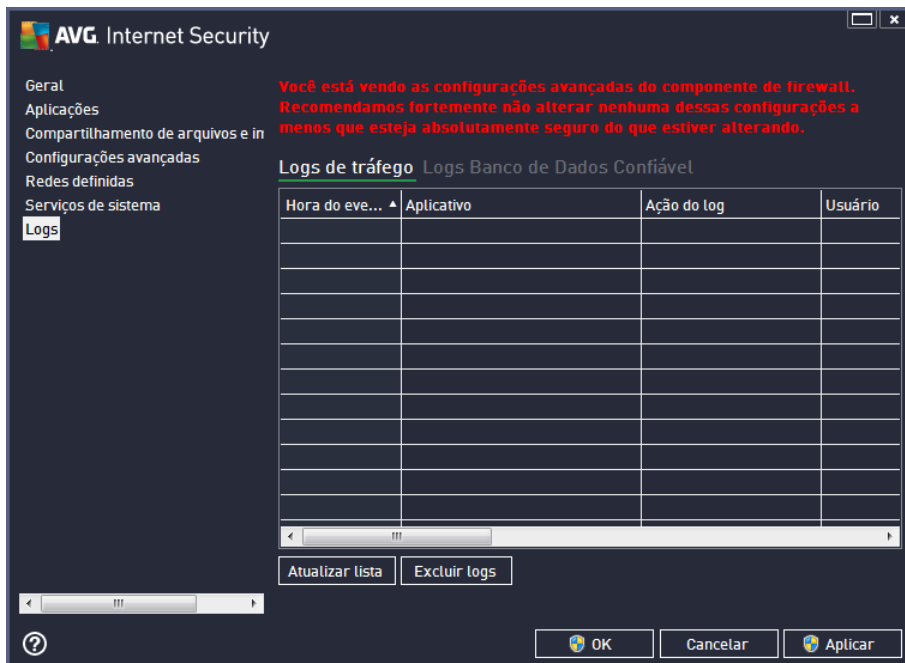 AVG. Internet Security
Geral
Aplicações
Compartilhamento de arquivos e im
Configurações avançadas
Redes definidas
Serviços de sistema
Logs
Você está vendo as configurações avançadas do componente de firewall.
Recomendamos fortemente não alterar nenhuma dessas configurações a
menos que esteja absolutamente seguro do que estiver alterando.
Logs de tráfego Logs Banco de Dados Confiável
Hora do eve... Aplicativo Ação do log Usuário
Atualizar lista Excluir logs
OK Cancelar Aplicar